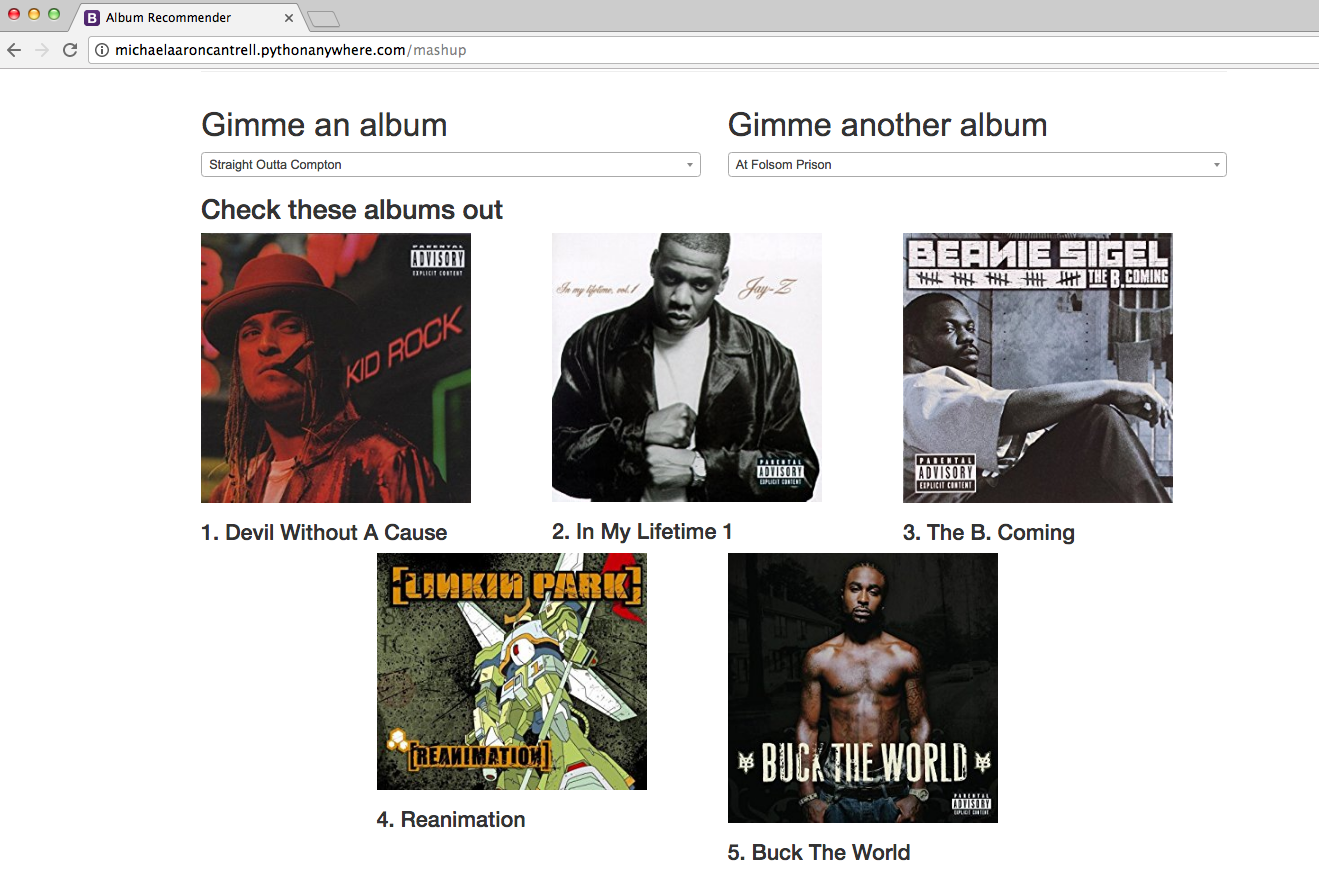 B Album Recommender
michaelaaroncantrell.pythonanywhere.com/mashup
Gimme an album
Gimme another album
Straight Outta Compton
At Folsom Prison
Check these albums out
PARENTAL
ADVISORY
EXPLICIT CONTENT
KID ROCK
In my lifetime, vol. 1
Jay-Z
PARENTAL
ADVISORY
EXPLICIT CONTENT
BEANIE SIGEL
THE B.COMING
PARENTAL
ADVISORY
EXPLICIT CONTENT
1. Devil Without A Cause
2. In My Lifetime 1
3. The B. Coming
[LINKIN PARK]
[REANIMATION]
BUCK THE WORLD
PARENTAL
ADVISORY
EXPLICIT CONTENT
4. Reanimation
5. Buck The World